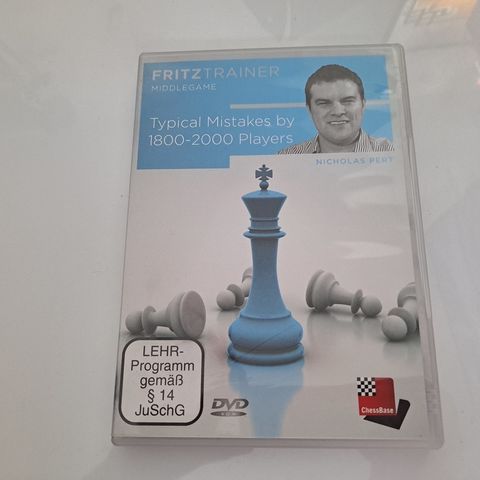 FRITZTRAINER
MIDDLEGAME
Typical Mistakes by
1800-2000 Players
NICHOLAS PERT
LEHR-
Programm
gemäß
§ 14
JuSchG
DVD
ChessBase